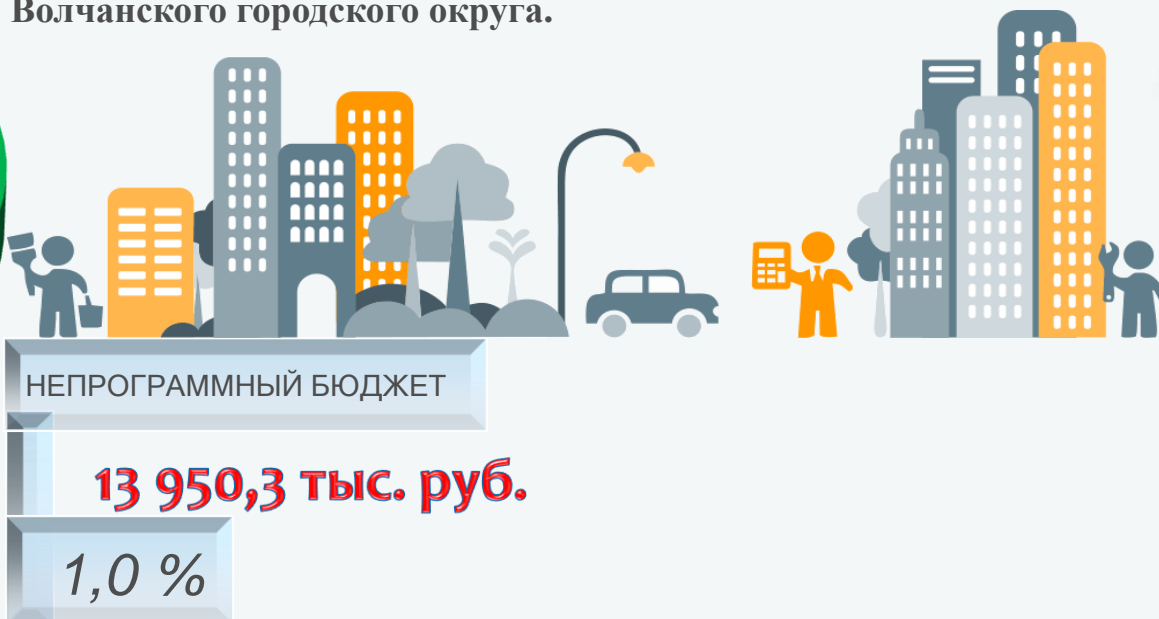 Волчанского городского округа.
НЕПРОГРАММНЫЙ БЮДЖЕТ
13 950,3 тыс. руб.
1,0 %